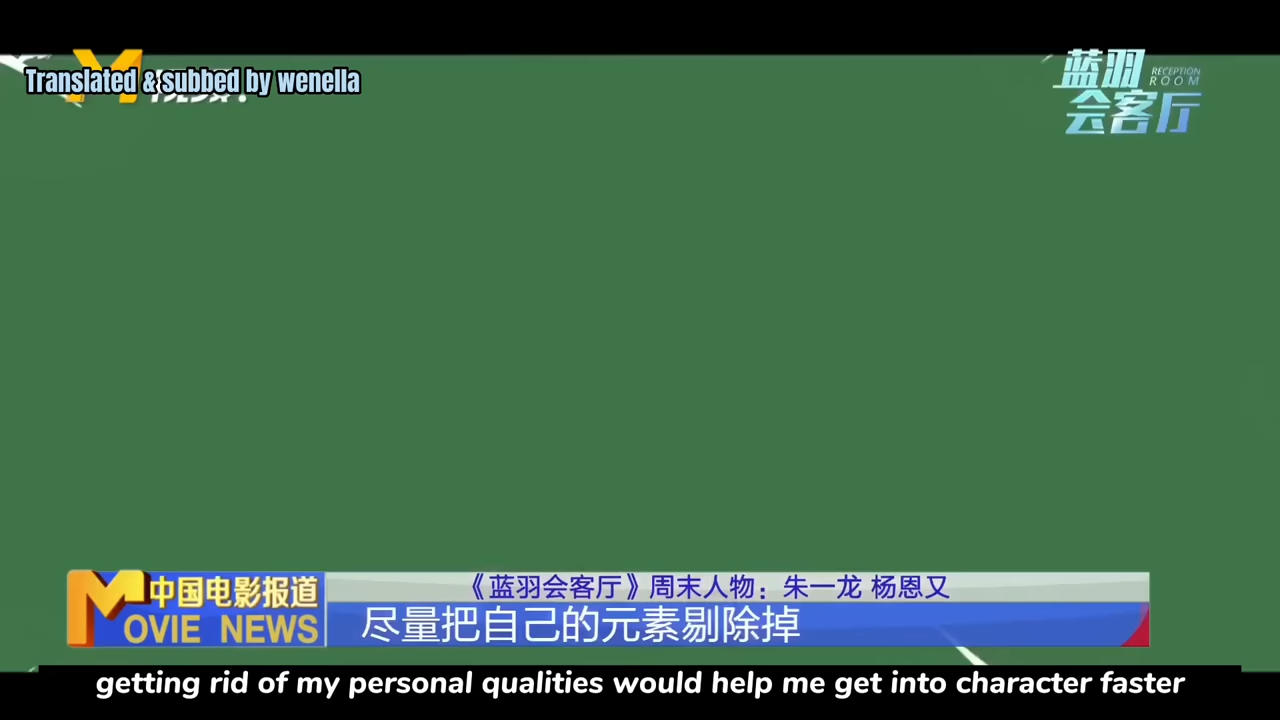 Translated & subbed by wenella
蓝羽
RECEPTION
ROOM
会客厅
《蓝羽会客厅》周末人物：朱一龙 杨恩又
中国电影报道
MOVIE NEWS
尽量把自己的元素剔除掉
getting rid of my personal qualities would help me get into character faster